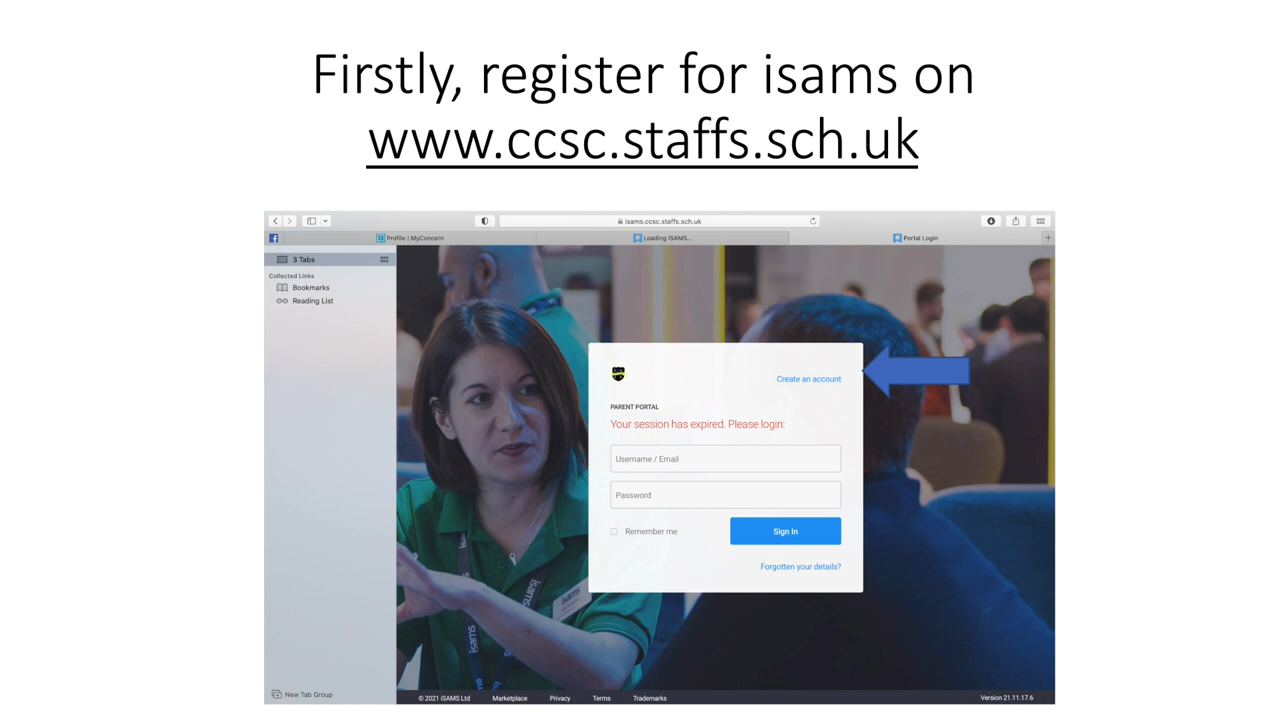 Firstly, register for isams on
www.ccsc.staffs.sch.uk
isams.ccsc.staffs.sch.uk
Profile | MyConcern
Loading iSAMS...
Portal Login
3 Tabs
Collected Links
Bookmarks
Reading List
Create an account
PARENT PORTAL
Your session has expired. Please login:
Username / Email
Password
Remember me
Sign In
Forgotten your details?
isams
isams
isams
New Tab Group
© 2021 iSAMS Ltd
Marketplace
Privacy
Terms
Trademarks
Version 21.11.17.6